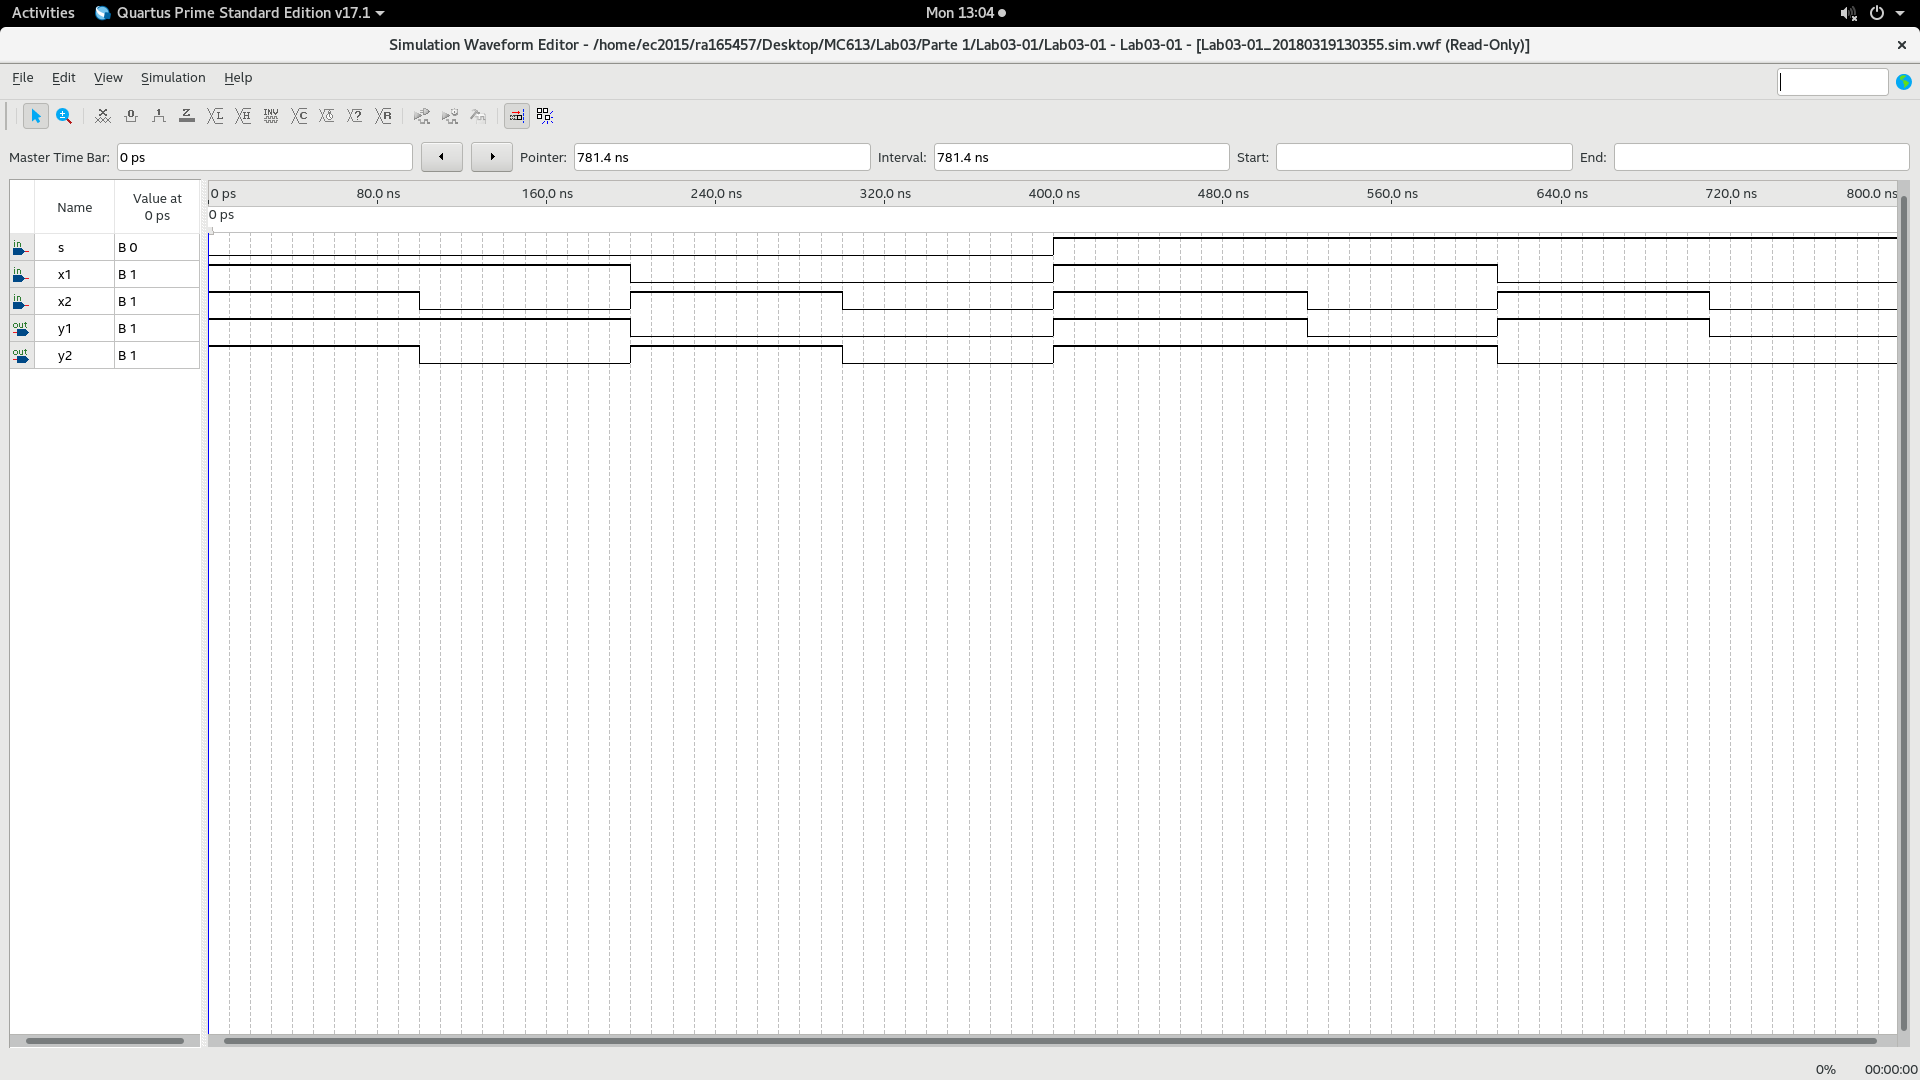 Activities Quartus Prime Standard Edition v17.1 Mon 13:04
Simulation Waveform Editor - /home/ec2015/ra165457/Desktop/MC613/Lab03/Parte 1/Lab03-01/Lab03-01 - Lab03-01 - [Lab03-01_20180319130355.sim.vwf (Read-Only)]
File Edit View Simulation Help
Master Time Bar: 0 ps Pointer: 781.4 ns Interval: 781.4 ns Start: End:
Name Value at 0 ps
0 ps 80.0 ns 160.0 ns 240.0 ns 320.0 ns 400.0 ns 480.0 ns 560.0 ns 640.0 ns 720.0 ns 800.0 ns
0 ps
in s B 0
in x1 B 1
in x2 B 1
out y1 B 1
out y2 B 1
0% 00:00:00